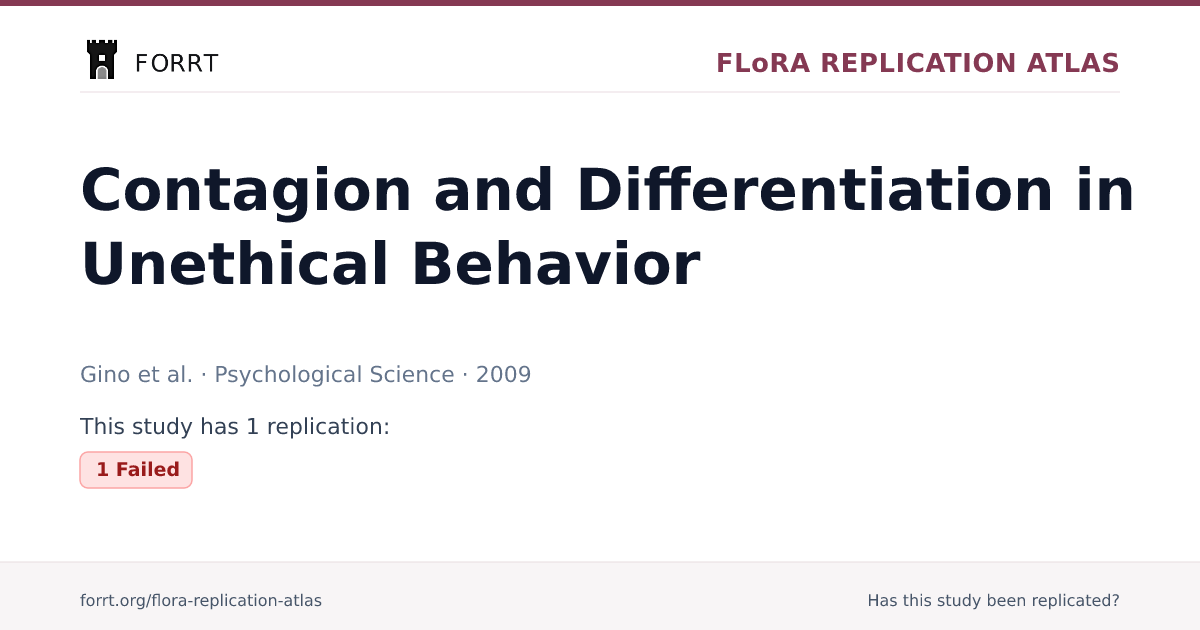 FORRT
FLoRA REPLICATION ATLAS
Contagion and Differentiation in
Unethical Behavior
Gino et al. · Psychological Science · 2009
This study has 1 replication:
1 Failed
forrt.org/flora-replication-atlas
Has this study been replicated?